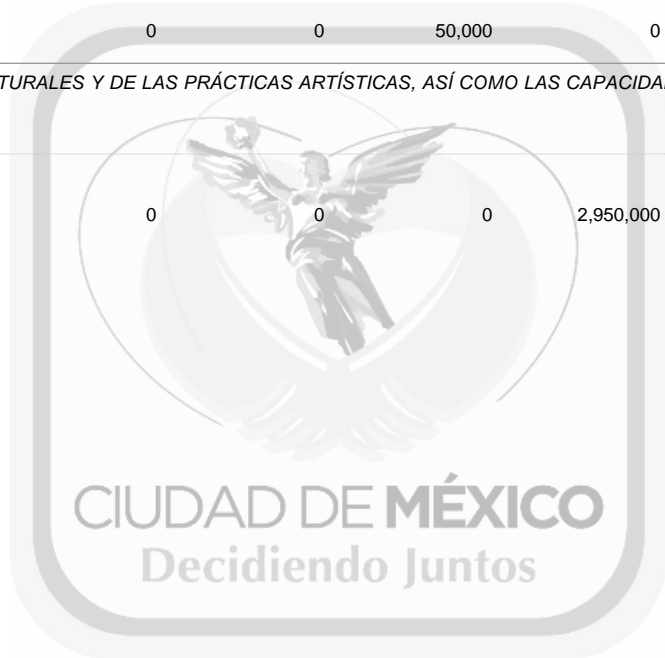 0 0 50,000 0
TURALES Y DE LAS PRÁCTICAS ARTÍSTICAS, ASÍ COMO LAS CAPACIDA
0 0 0 2,950,000
CIUDAD DE MÉXICO
Decidiendo Juntos